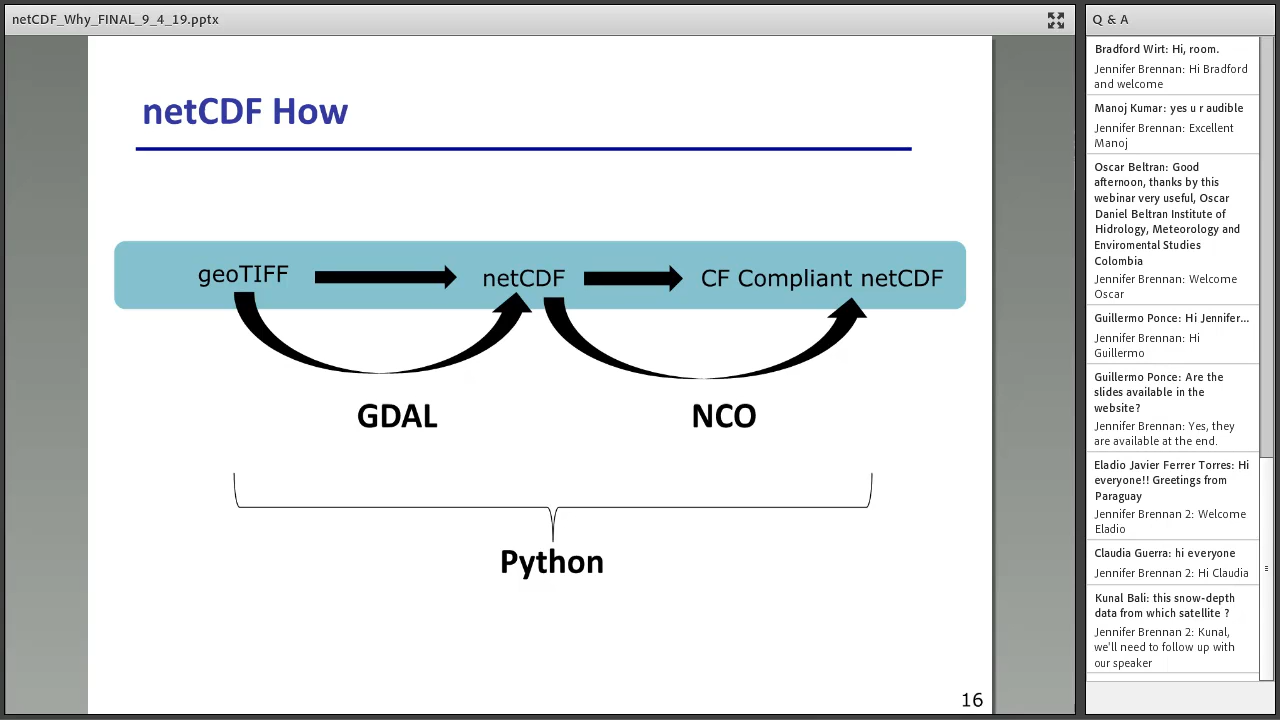 netCDF_Why_FINAL_9_4_19.pptx
netCDF How
geoTIFF
netCDF
CF Compliant netCDF
GDAL
NCO
Python
16
Q & A
Bradford Wirt: Hi, room.
Jennifer Brennan: Hi Bradford
and welcome
Manoj Kumar: yes u r audible
Jennifer Brennan: Excellent
Manoj
Oscar Beltran: Good
afternoon, thanks by this
webinar very useful, Oscar
Daniel Beltran Institute of
Hidrology, Meteorology and
Enviromental Studies
Colombia
Jennifer Brennan: Welcome
Oscar
Guillermo Ponce: Hi Jennifer...
Jennifer Brennan: Hi
Guillermo
Guillermo Ponce: Are the
slides available in the
website?
Jennifer Brennan: Yes, they
are available at the end.
Eladio Javier Ferrer Torres: Hi
everyone!! Greetings from
Paraguay
Jennifer Brennan 2: Welcome
Eladio
Claudia Guerra: hi everyone
Jennifer Brennan 2: Hi Claudia
Kunal Bali: this snow-depth
data from which satellite ?
Jennifer Brennan 2: Kunal,
we'll need to follow up with
our speaker